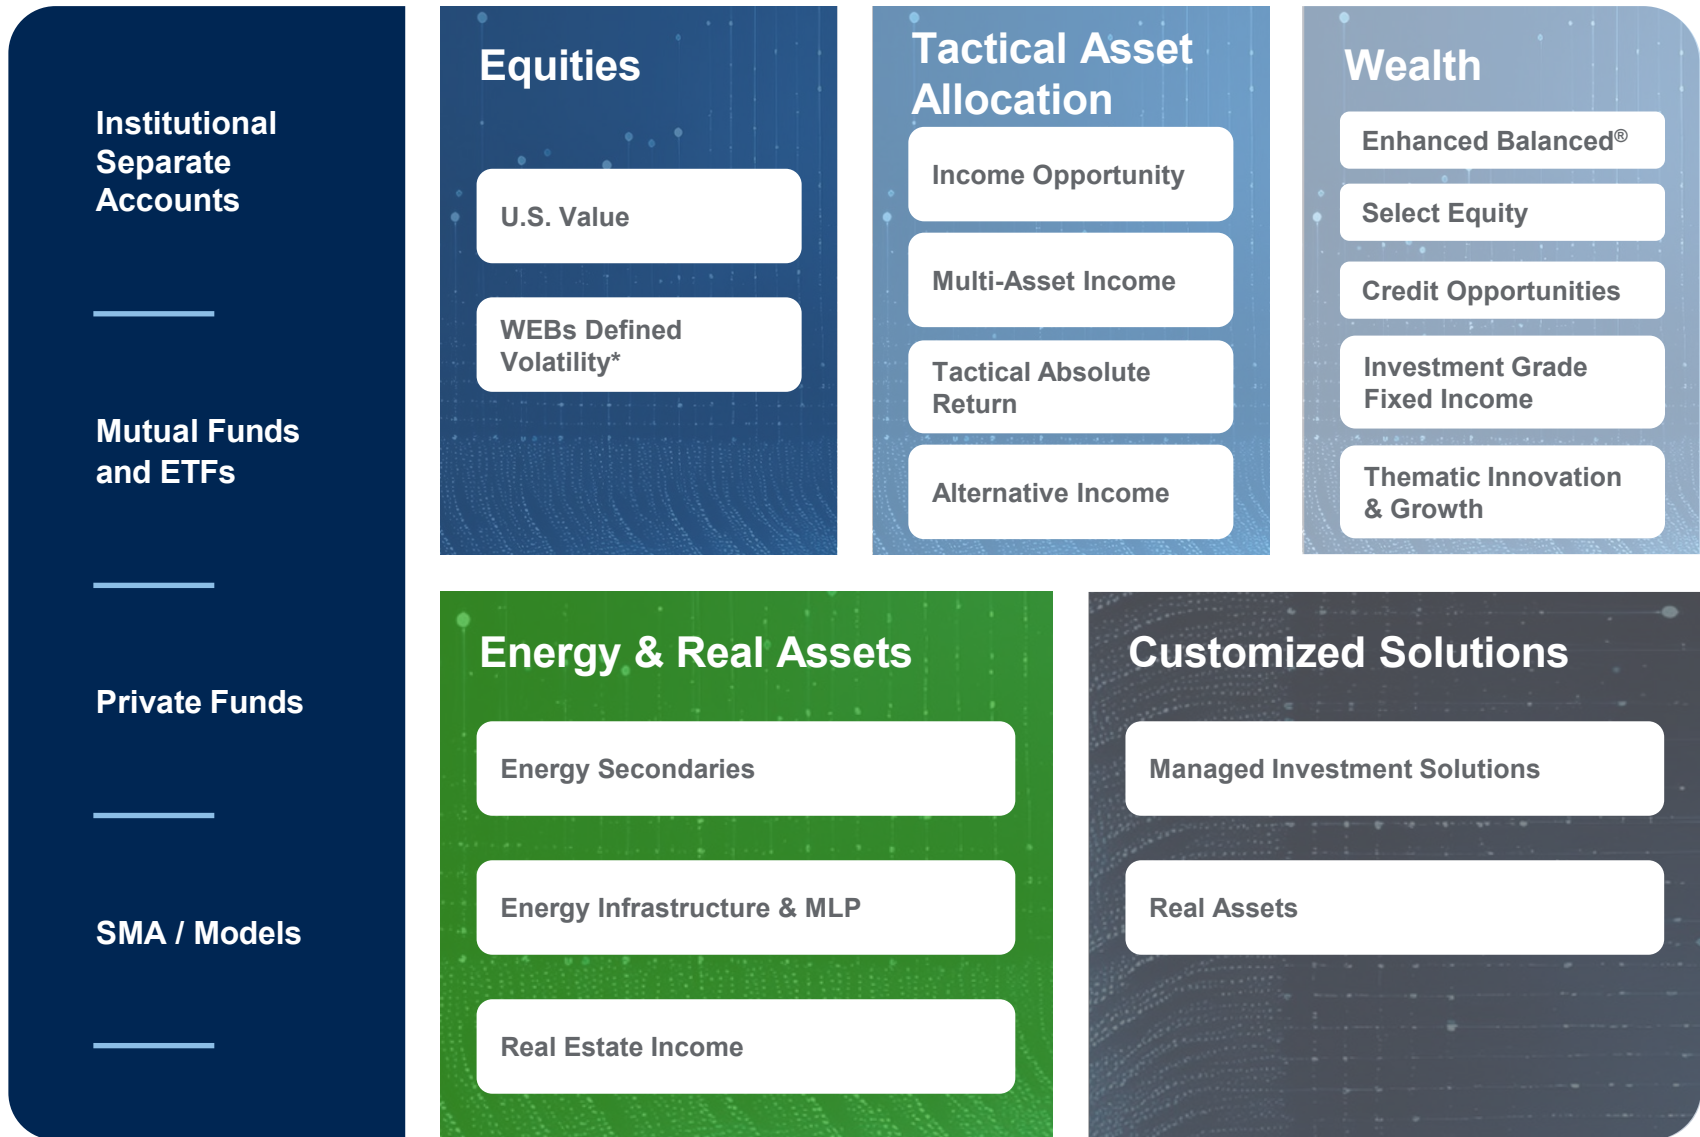 Institutional
Separate
Accounts
Mutual Funds
and ETFs
Private Funds
SMA / Models
Equities
U.S. Value
WEBs Defined
Volatility*
Tactical Asset
Allocation
Income Opportunity
Multi-Asset Income
Tactical Absolute
Return
Alternative Income
Wealth
Enhanced Balanced®
Select Equity
Credit Opportunities
Investment Grade
Fixed Income
Thematic Innovation
& Growth
Energy & Real Assets
Energy Secondaries
Energy Infrastructure & MLP
Real Estate Income
Customized Solutions
Managed Investment Solutions
Real Assets